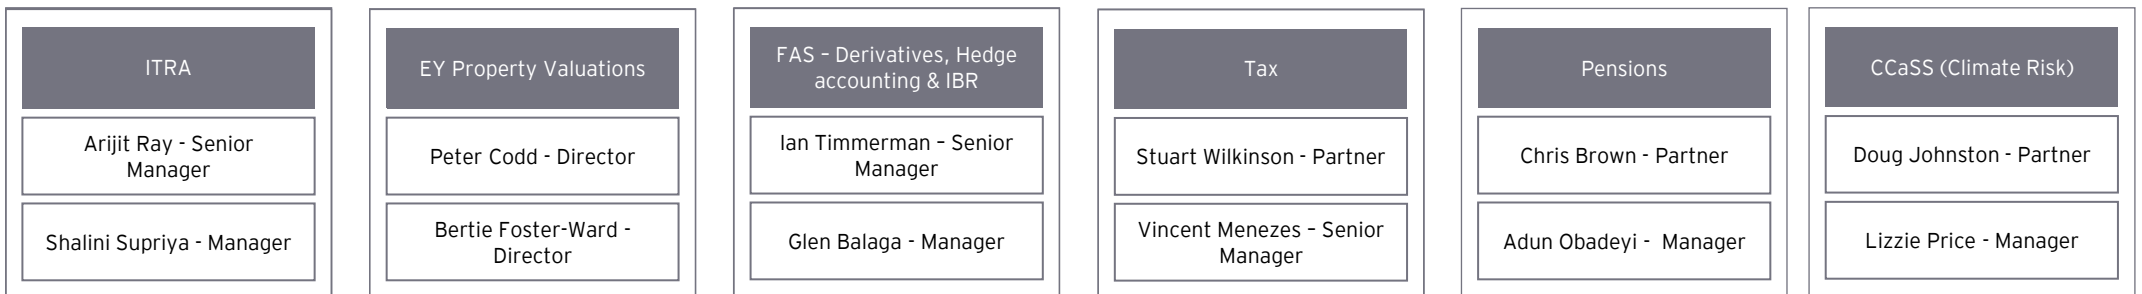 ITRA
Arijit Ray - Senior
Manager
Shalini Supriya - Manager
EY Property Valuations
Peter Codd - Director
Bertie Foster-Ward -
Director
FAS – Derivatives, Hedge
accounting & IBR
Ian Timmerman – Senior
Manager
Glen Balaga - Manager
Tax
Stuart Wilkinson - Partner
Vincent Menezes – Senior
Manager
Pensions
Chris Brown - Partner
Adun Obadeyi - Manager
CCaSS (Climate Risk)
Doug Johnston - Partner
Lizzie Price - Manager